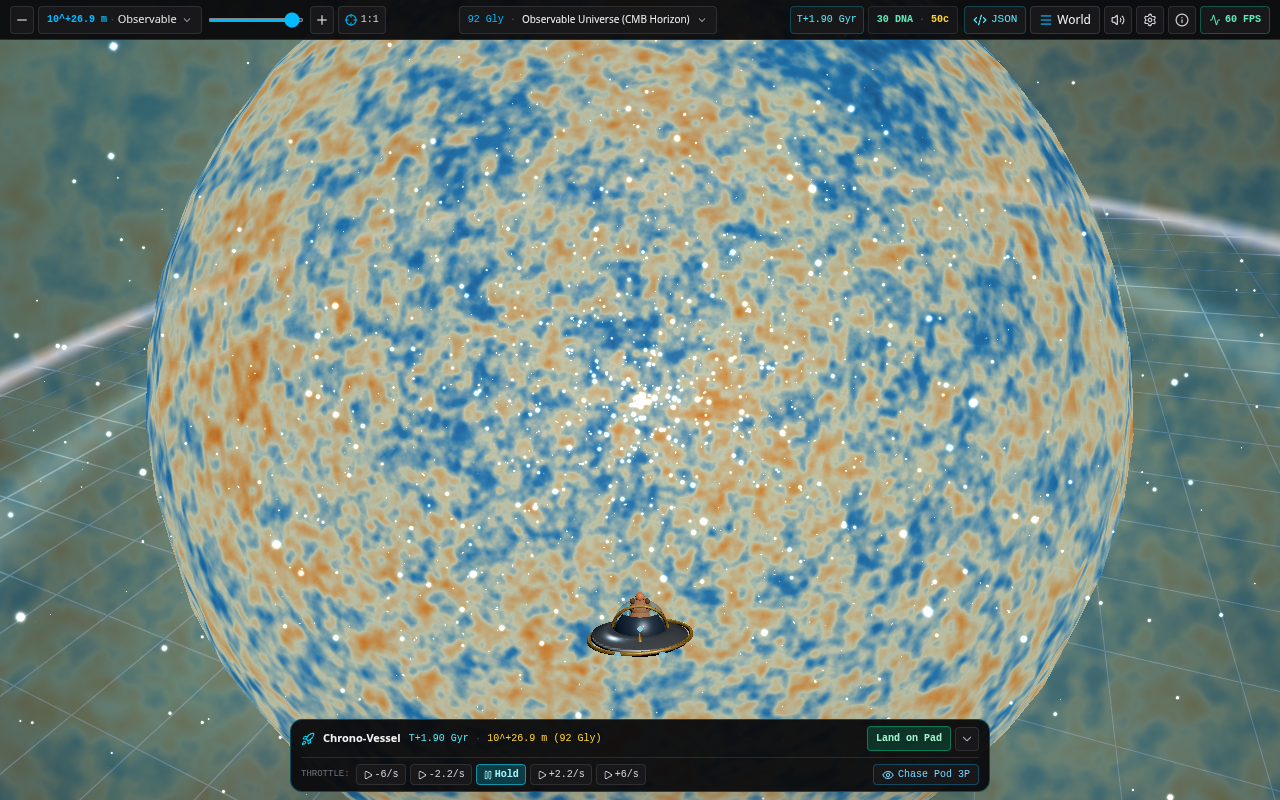 10^+26.9 m · Observable
1:1
92 Gly · Observable Universe (CMB Horizon)
T+1.90 Gyr
30 DNA · 50c
JSON
World
60 FPS
Chrono-Vessel T+1.90 Gyr · 10^+26.9 m (92 Gly)
Land on Pad
THROTTLE: -6/s -2.2/s Hold +2.2/s +6/s
Chase Pod 3P